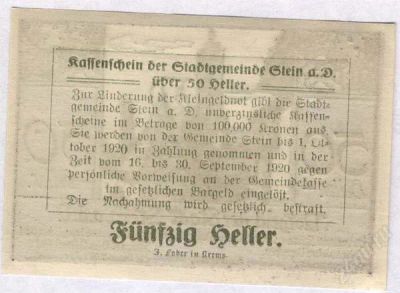 Kassenschein der Stadtgemeinde Stein a. D.
über 50 Heller.
Zur Linderung der Kleingeldnot gibt die Stadt-
gemeinde Stein a. D. unverzinsliche Kassen-
scheine im Betrage von 100,000 Kronen aus
Sie werden von der Gemeinde Stein bis 1. Ok-
tober 1920 in Zahlung genommen und in der
Zeit vom 16. bis 30. September 1920 gegen
persönliche Vorweisung an der Gemeindekasse
im gesetzlichen Bargeld eingelöst.
Die Nachahmung wird gesetzlich bestraft.
Fünfzig Heller.
in Krems